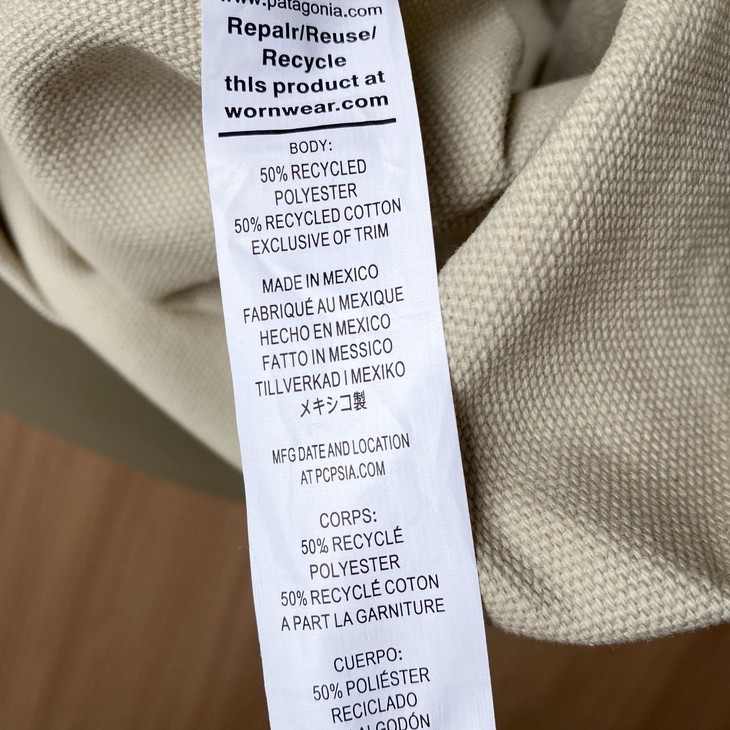 www.patagonia.com
Repair/Reuse/
Recycle
this product at
wornwear.com
BODY:
50% RECYCLED
POLYESTER
50% RECYCLED COTTON
EXCLUSIVE OF TRIM
MADE IN MEXICO
FABRIQUÉ AU MEXIQUE
HECHO EN MEXICO
FATTO IN MESSICO
TILLVERKAD I MEXIKO
メキシコ製
MFG DATE AND LOCATION
AT PCPSIA.COM
CORPS:
50% RECYCLÉ
POLYESTER
50% RECYCLÉ COTON
A PART LA GARNITURE
CUERPO:
50% POLIÉSTER
RECICLADO
ALGODÓN